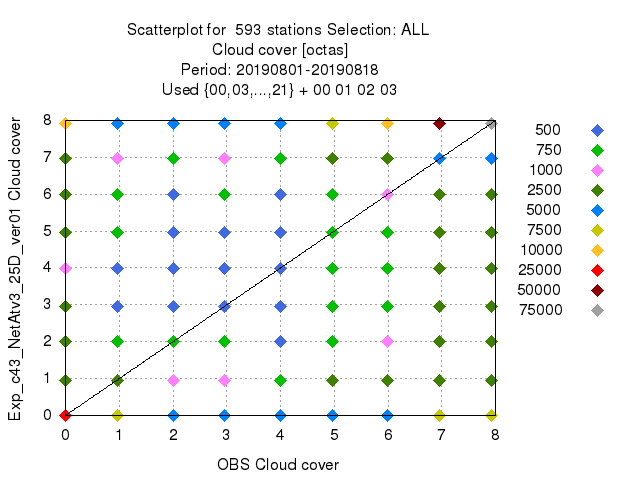 Scatterplot for 593 stations Selection: ALL
Cloud cover [octas]
Period: 20190801-20190818
Used {00,03,...,21} + 00 01 02 03
Exp_c43_NetAtv3_25D_ver01 Cloud cover
8
7
6
5
4
3
2
1
0
0 1 2 3 4 5 6 7 8
OBS Cloud cover
500
750
1000
2500
5000
7500
10000
25000
50000
75000